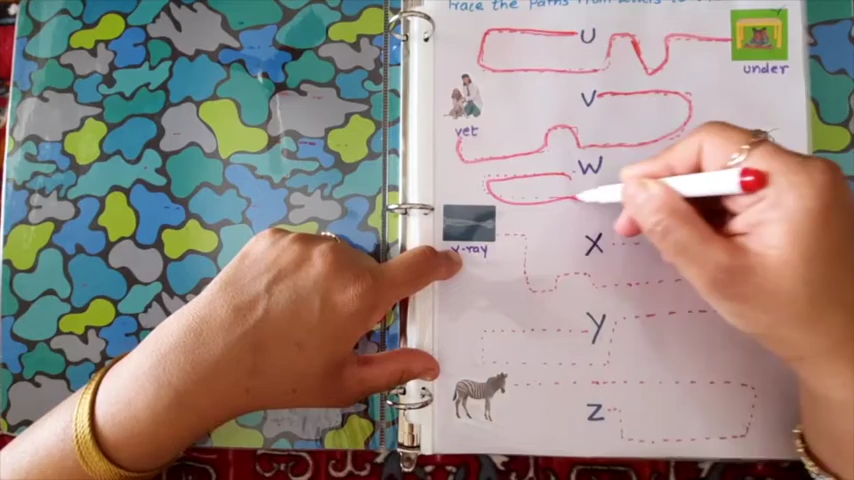 Trace the paths from
U
under
V
vet
W
x-ray
X
Y
Z